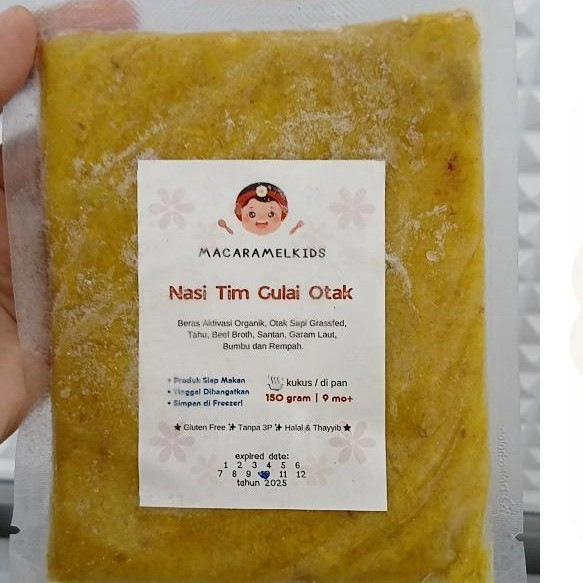 MACARAMELKIDS
Nasi Tim Gulai Otak
Beras Aktivasi Organik, Otak Sapi Grassfed,
Tahu, Beef Broth, Santan, Garam Laut,
Bumbu dan Rempah.
• Produk Siap Makan
• Tinggal Dihangatkan
• Simpan di Freezer!
kukus / di pan
150 gram | 9 mo+
★ Gluten Free ✨ Tanpa 3P ✨ Halal & Thayyib ★
expired date:
1 2 3 4 5 6
7 8 9 10 11 12
tahun 2025